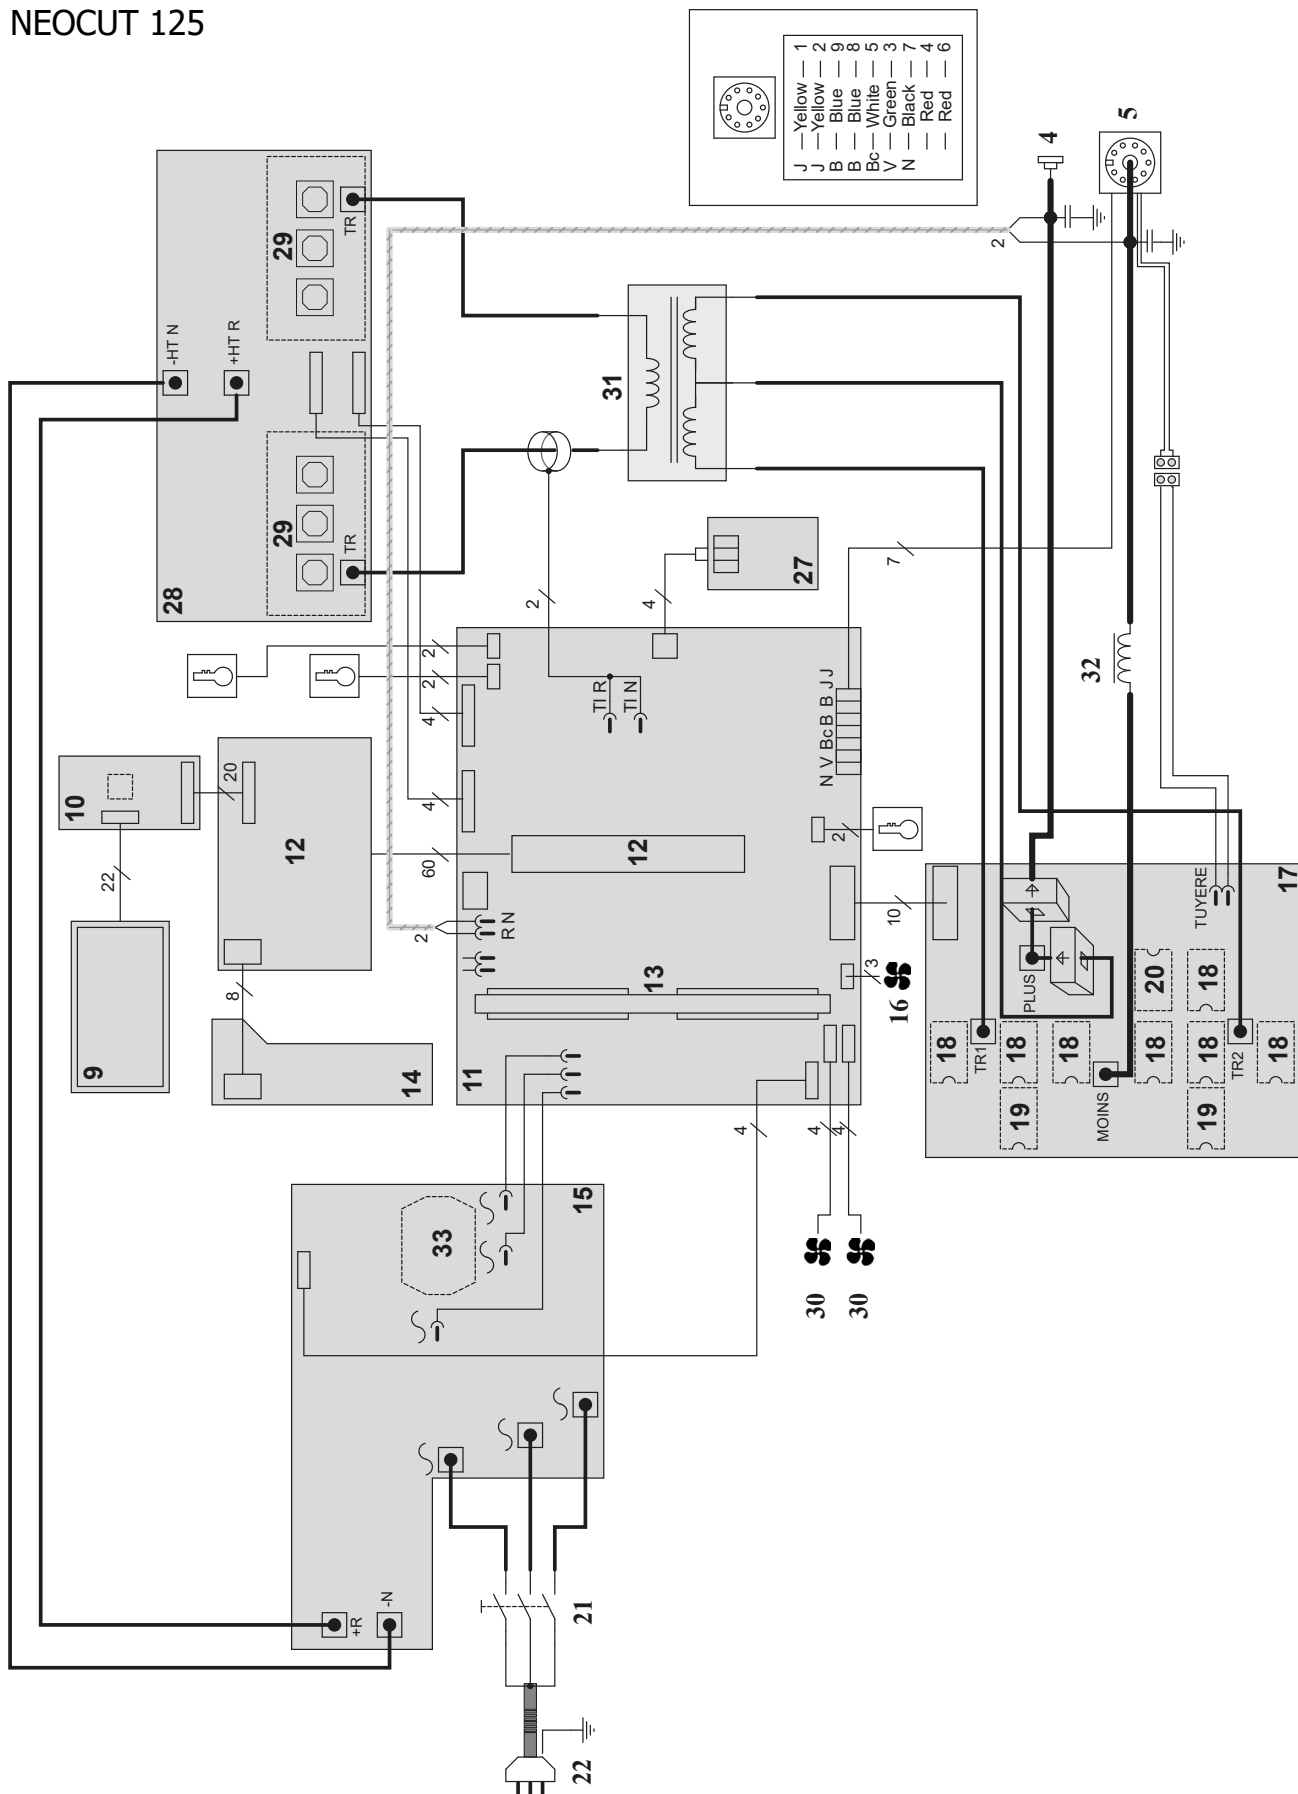 NEOCUT 125
J — Yellow — 1
J — Yellow — 2
B — Blue — 9
B — Blue — 8
Bc — White — 5
V — Green — 3
N — Black — 7
— Red — 4
— Red — 6
4
5
28
-HT N
+HT R
29
29
TR
TR
31
2
27
4
2
7
32
2
2
4
4
10
20
12
22
9
8
14
60
12
TI R
TI N
N V Bc B B J J
2
R N
2
13
11
10
3
16
17
TUYERE
PLUS
MOINS
TR1
TR2
18
18
18
18
18
18
18
19
19
20
4
4
4
30
30
15
33
+R
-N
21
22